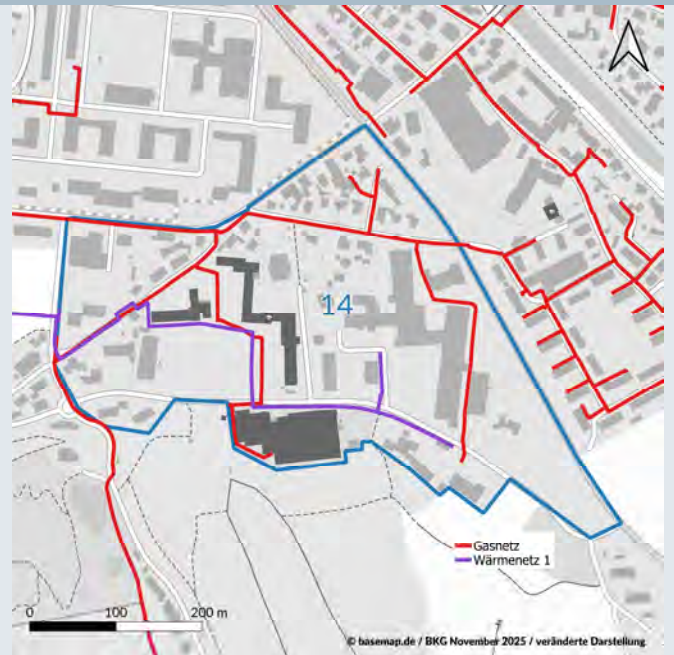 14
Gasnetz
Wärmenetz 1
0 100 200 m
© basemap.de / BKG November 2025 / veränderte Darstellung